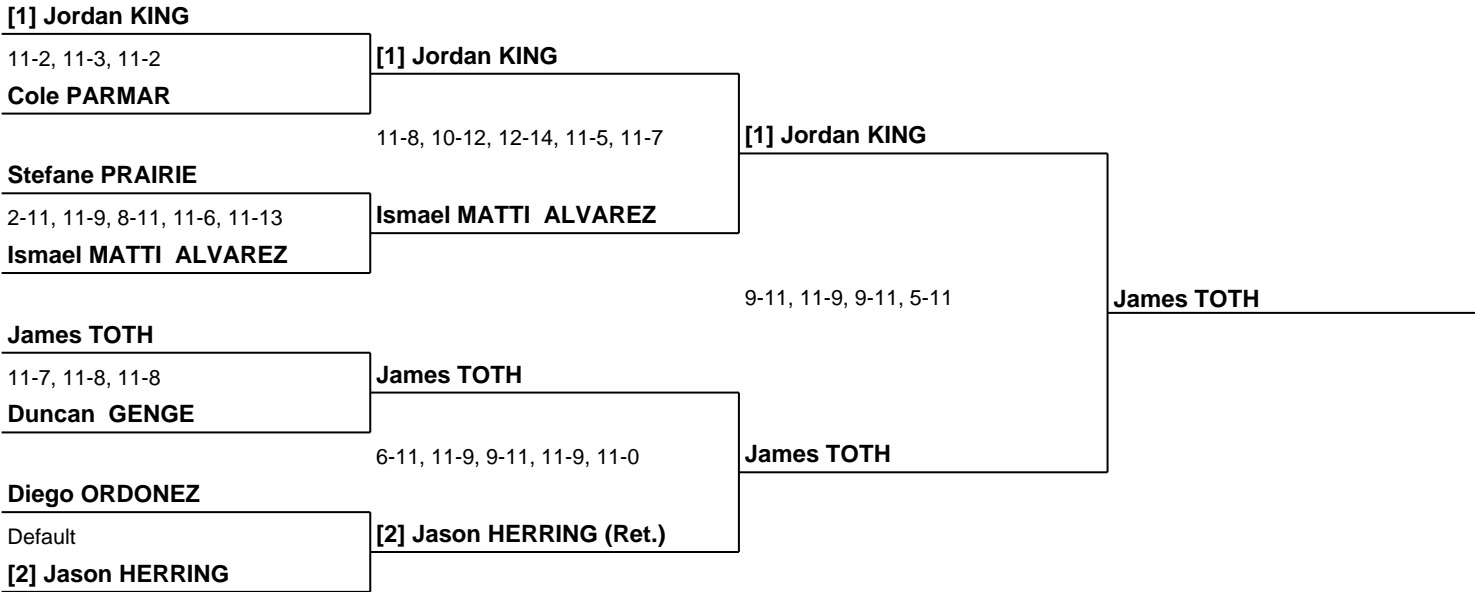 [1] Jordan KING
11-2, 11-3, 11-2
Cole PARMAR
[1] Jordan KING
11-8, 10-12, 12-14, 11-5, 11-7
[1] Jordan KING
Stefane PRAIRIE
2-11, 11-9, 8-11, 11-6, 11-13
Ismael MATTI  ALVAREZ
Ismael MATTI  ALVAREZ
9-11, 11-9, 9-11, 5-11
James TOTH
James TOTH
11-7, 11-8, 11-8
Duncan  GENGE
James TOTH
6-11, 11-9, 9-11, 11-9, 11-0
James TOTH
Diego ORDONEZ
Default
[2] Jason HERRING
[2] Jason HERRING (Ret.)